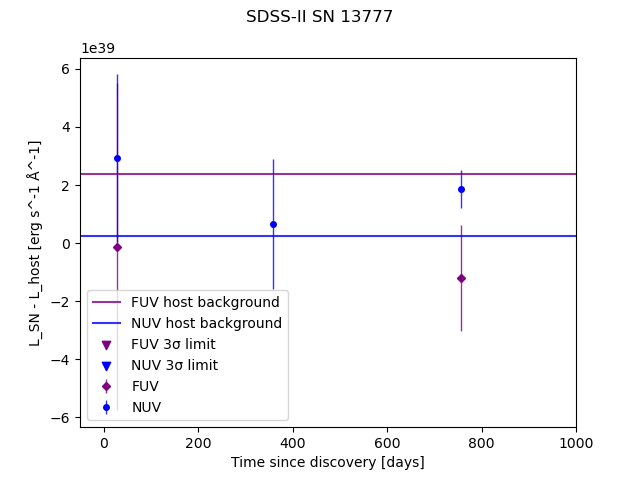 SDSS-II SN 13777
1e39
6
4
2
0
−2
−4
−6
L_SN - L_host [erg s^-1 Å^-1]
FUV host background
NUV host background
FUV 3σ limit
NUV 3σ limit
FUV
NUV
0 200 400 600 800 1000
Time since discovery [days]